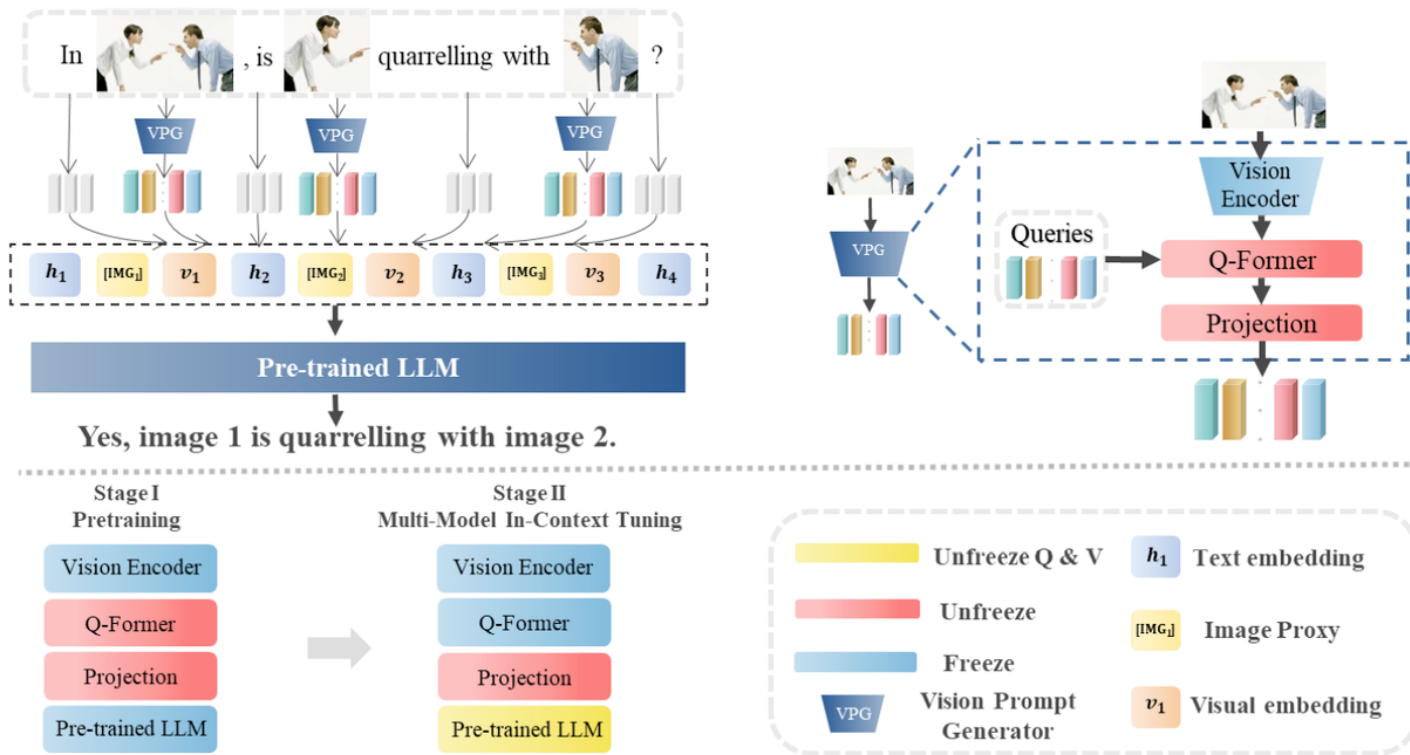 In , is quarrelling with ?
VPG VPG VPG
h₁ [IMG₁] v₁ h₂ [IMG₂] v₂ h₃ [IMG₃] v₃ h₄
Pre-trained LLM
Yes, image 1 is quarrelling with image 2.
VPG
Vision
Encoder
Queries
Q-Former
Projection
Stage I
Pretraining
Vision Encoder
Q-Former
Projection
Pre-trained LLM
Stage II
Multi-Model In-Context Tuning
Vision Encoder
Q-Former
Projection
Pre-trained LLM
Unfreeze Q & V
Unfreeze
Freeze
VPG Vision Prompt
Generator
h₁ Text embedding
[IMG₁] Image Proxy
v₁ Visual embedding